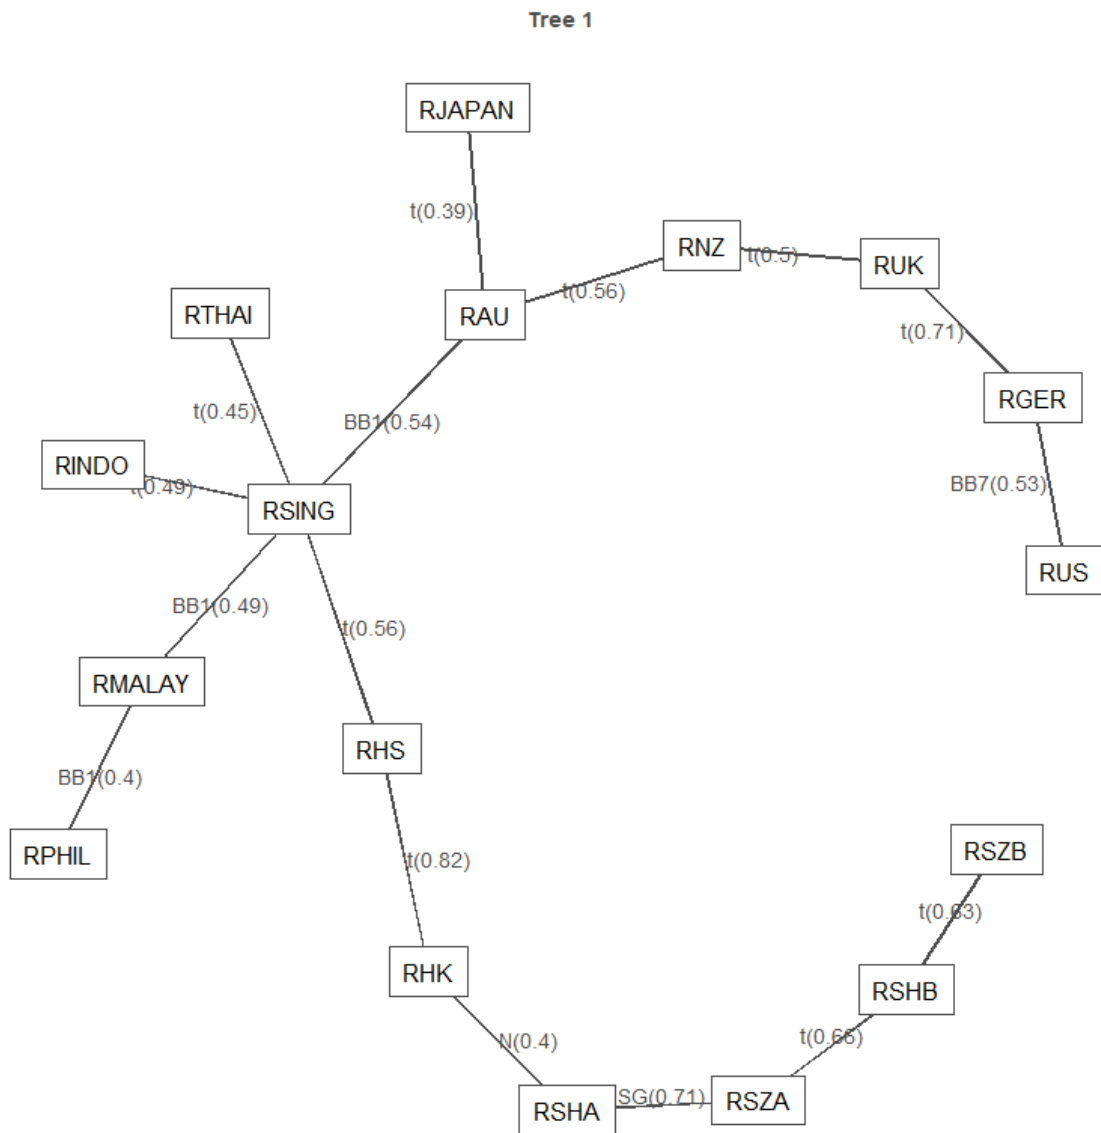 Tree 1
RJAPAN
t(0.39)
RNZ
t(0.5)
RUK
t(0.56)
RTHAI
RAU
t(0.71)
RGER
t(0.45)
BB1(0.54)
RINDO
t(0.49)
BB7(0.53)
RSING
RUS
BB1(0.49)
t(0.56)
RMALAY
RHS
BB1(0.4)
RPHIL
t(0.82)
RSZB
t(0.63)
RHK
RSHB
N(0.4)
t(0.66)
RSHA
SG(0.71)
RSZA